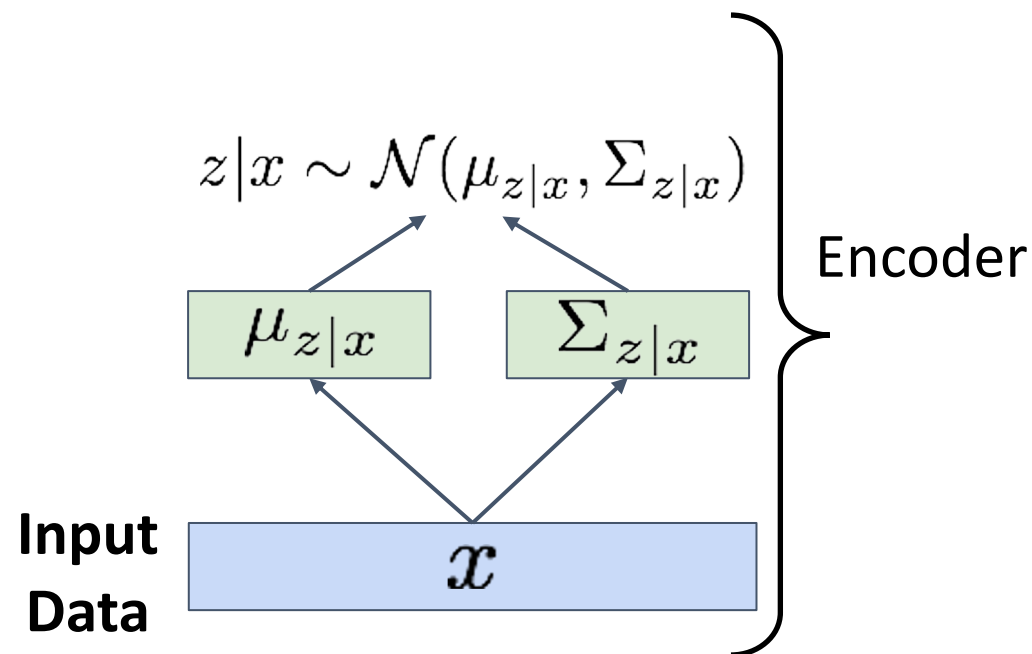 z|x ∼ 𝒩(μ_{z|x}, Σ_{z|x})
Encoder
μ_{z|x}
Σ_{z|x}
Input
Data
x